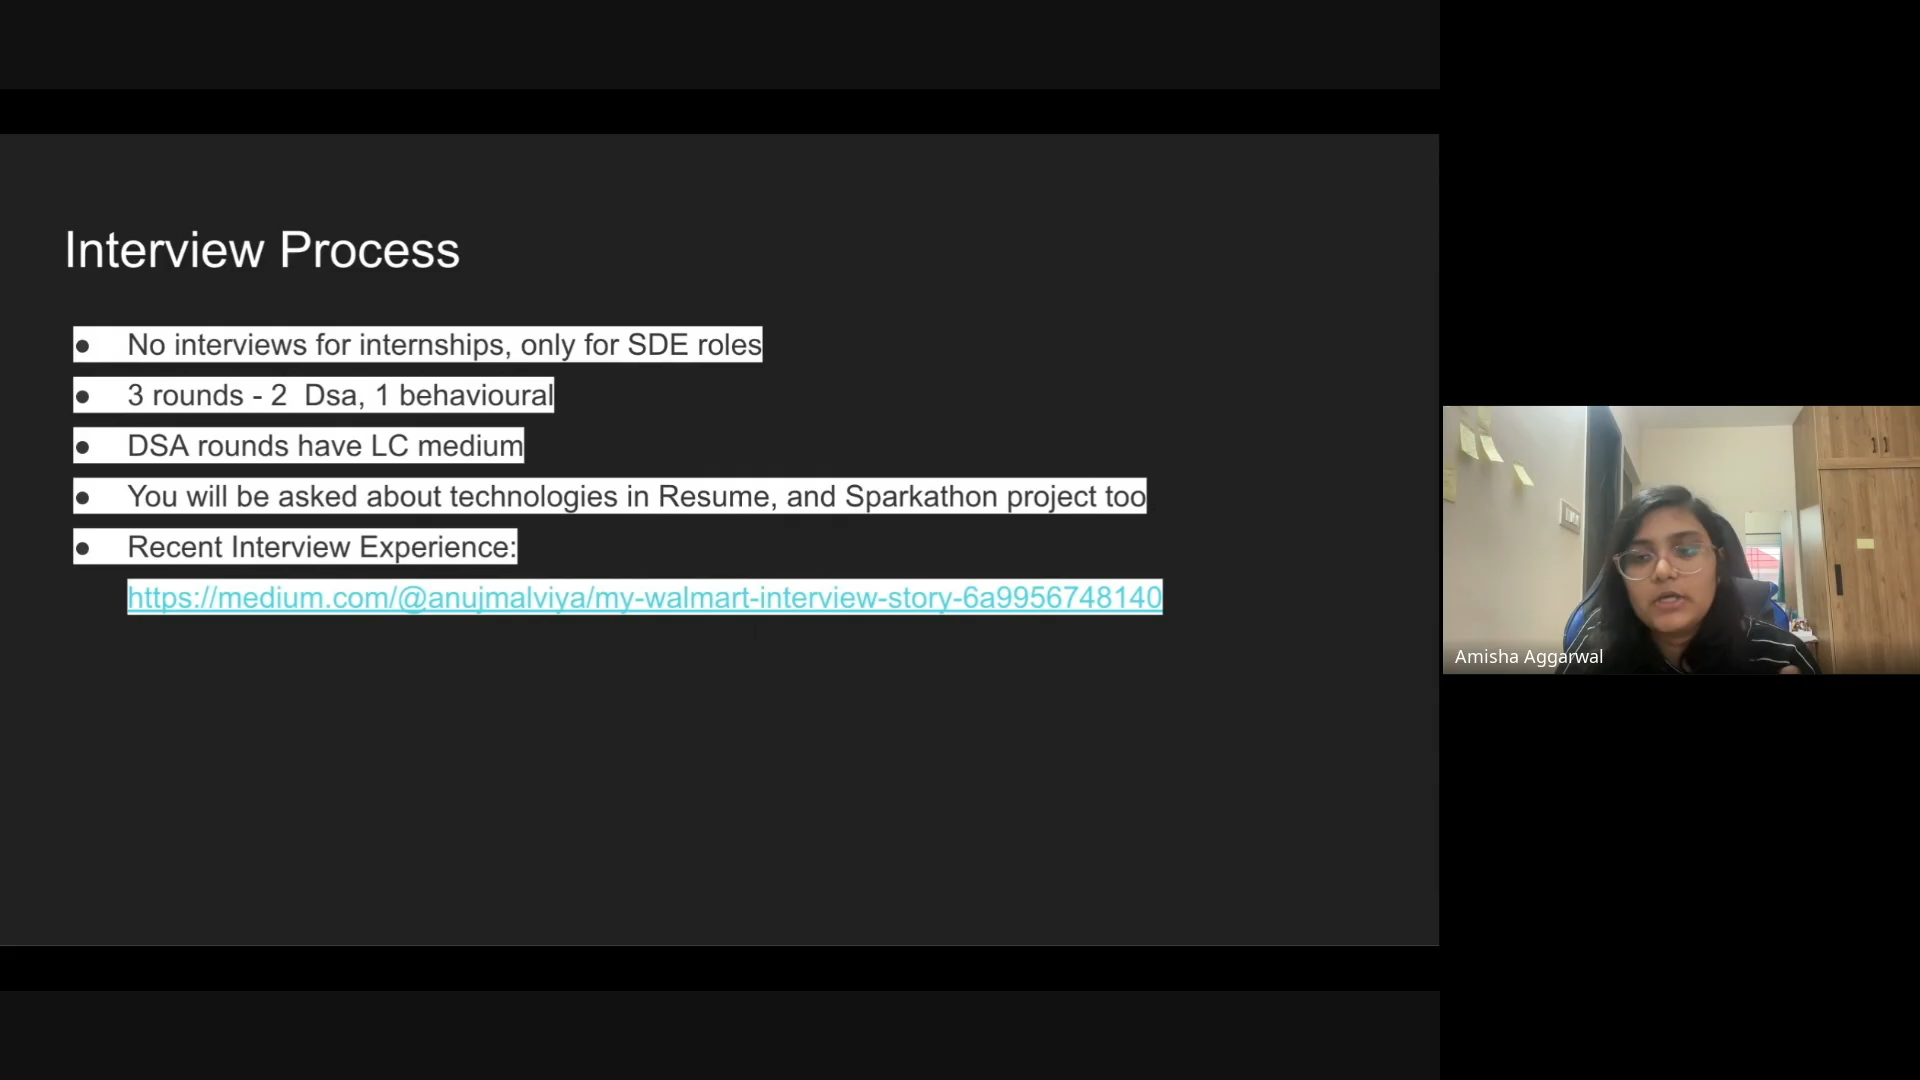 Interview Process
● No interviews for internships, only for SDE roles
● 3 rounds - 2  Dsa, 1 behavioural
● DSA rounds have LC medium
● You will be asked about technologies in Resume, and Sparkathon project too
● Recent Interview Experience:
https://medium.com/@anujmalviya/my-walmart-interview-story-6a9956748140
Amisha Aggarwal